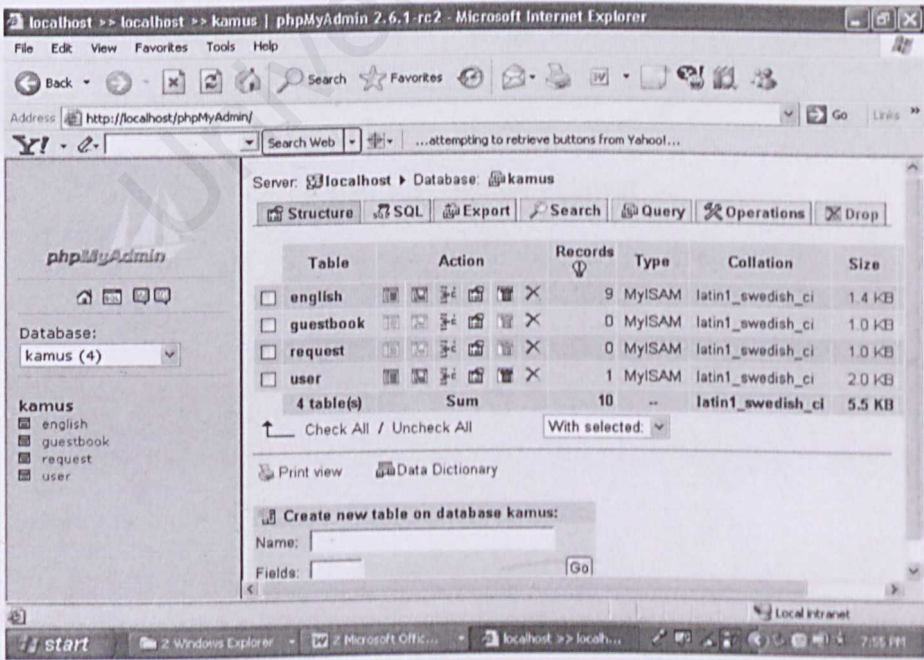 localhost >> localhost >> kamus | phpMyAdmin 2.6.1-rc2 - Microsoft Internet Explorer
File Edit View Favorites Tools Help
Back Search Favorites
Address http://localhost/phpMyAdmin/ Go Links »
Y! Search Web ...attempting to retrieve buttons from Yahoo!...
Server: localhost Database: kamus
Structure SQL Export Search Query Operations Drop
phpMyAdmin
Database:
kamus (4)
kamus
english
guestbook
request
user
Table Action Records Type Collation Size
english 9 MyISAM latin1_swedish_ci 1.4 KB
guestbook 0 MyISAM latin1_swedish_ci 1.0 KB
request 0 MyISAM latin1_swedish_ci 1.0 KB
user 1 MyISAM latin1_swedish_ci 2.0 KB
4 table(s) Sum 10 -- latin1_swedish_ci 5.5 KB
Check All / Uncheck All With selected:
Print view Data Dictionary
Create new table on database kamus:
Name:
Fields: Go
Local intranet
start 2 Windows Explorer 2 Microsoft Offic... localhost >> localh... 7:55 PM